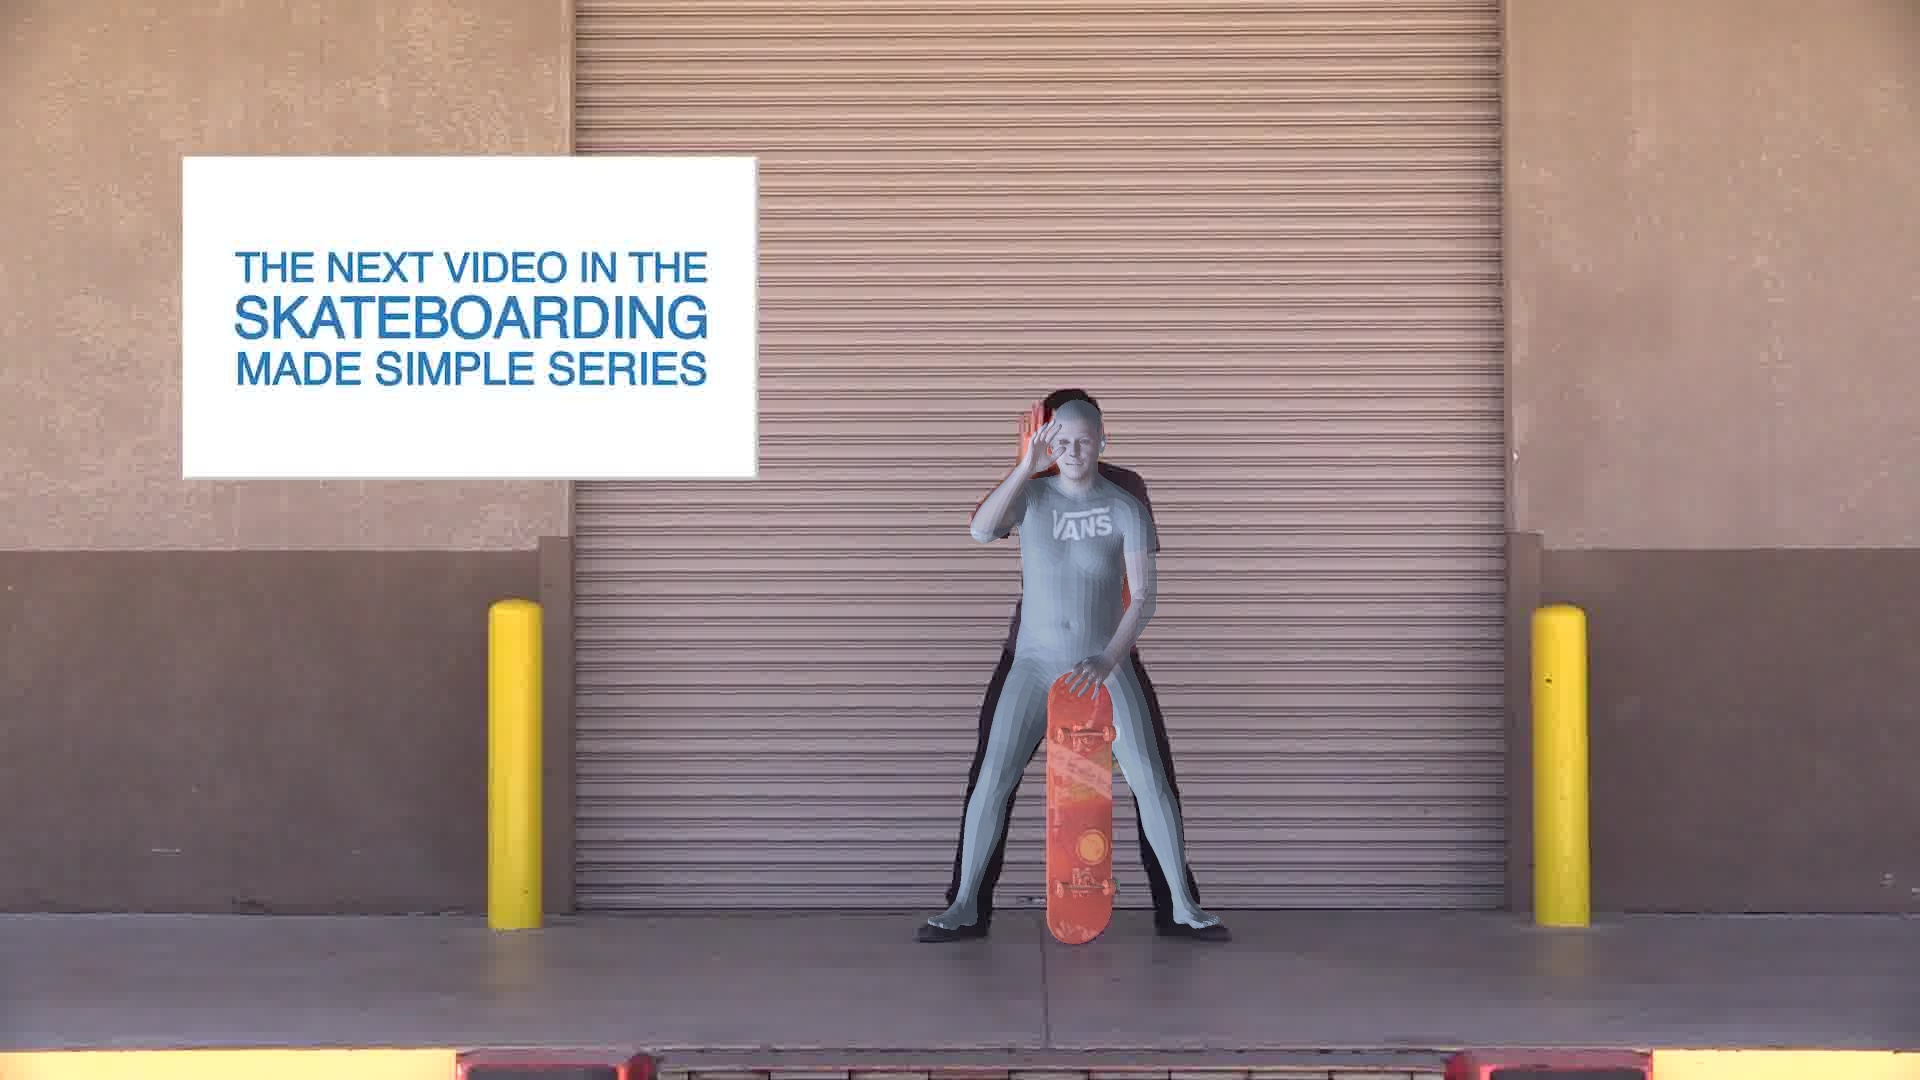 THE NEXT VIDEO IN THE
SKATEBOARDING
MADE SIMPLE SERIES
VANS